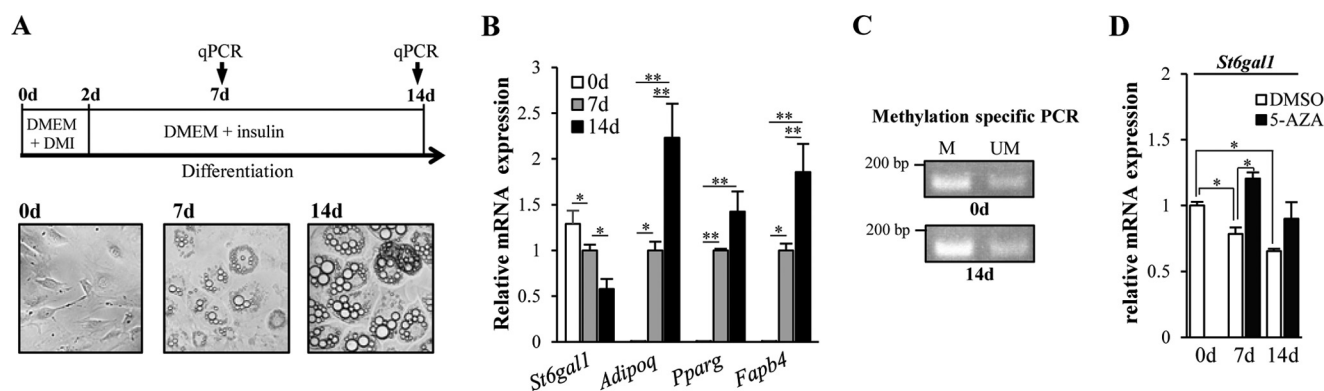 A
qPCR qPCR
0d 2d 7d 14d
DMEM
+ DMI
DMEM + insulin
Differentiation
0d 7d 14d
B
Relative mRNA expression
3
2.5
2
1.5
1
0.5
0
0d
7d
14d
* *
* ** **
** **
* ** **
St6gal1 Adipoq Pparg Fapb4
C
Methylation specific PCR
M UM
200 bp
0d
200 bp
14d
D
St6gal1
relative mRNA expression
2
1.5
1
0.5
0
DMSO
5-AZA
*
* *
0d 7d 14d